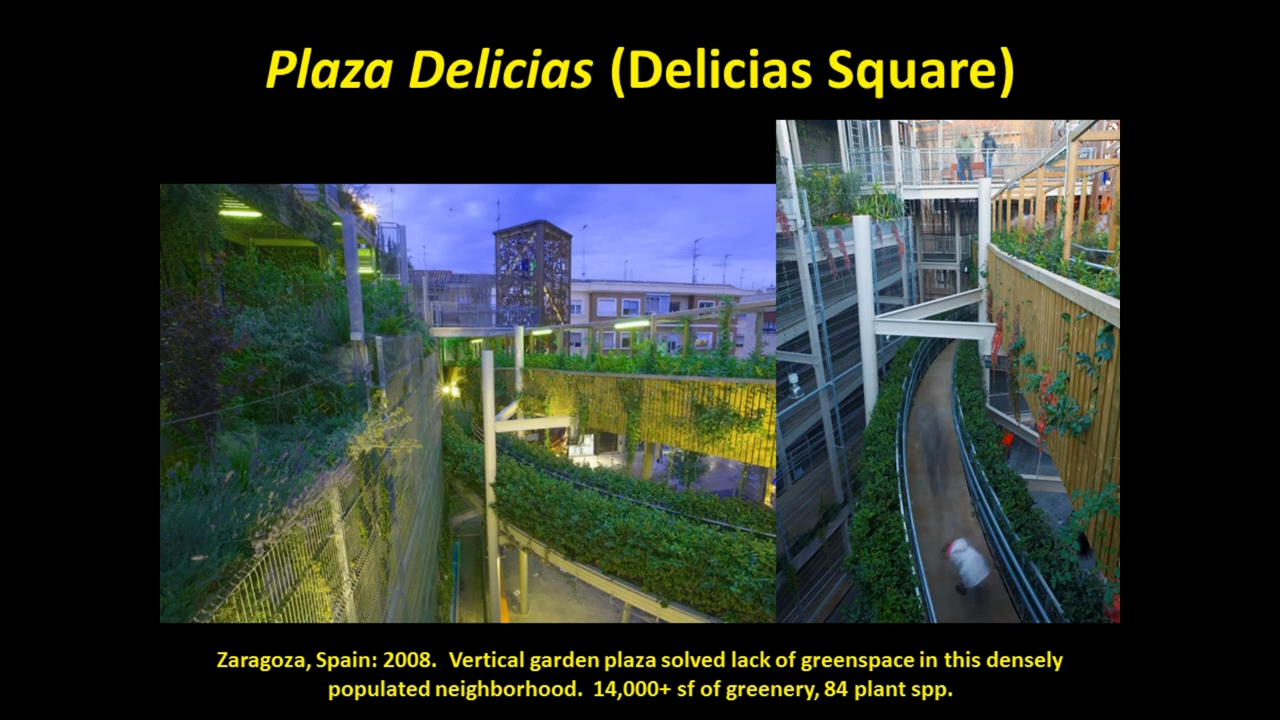 Plaza Delicias (Delicias Square)
Zaragoza, Spain: 2008.  Vertical garden plaza solved lack of greenspace in this densely
populated neighborhood.  14,000+ sf of greenery, 84 plant spp.